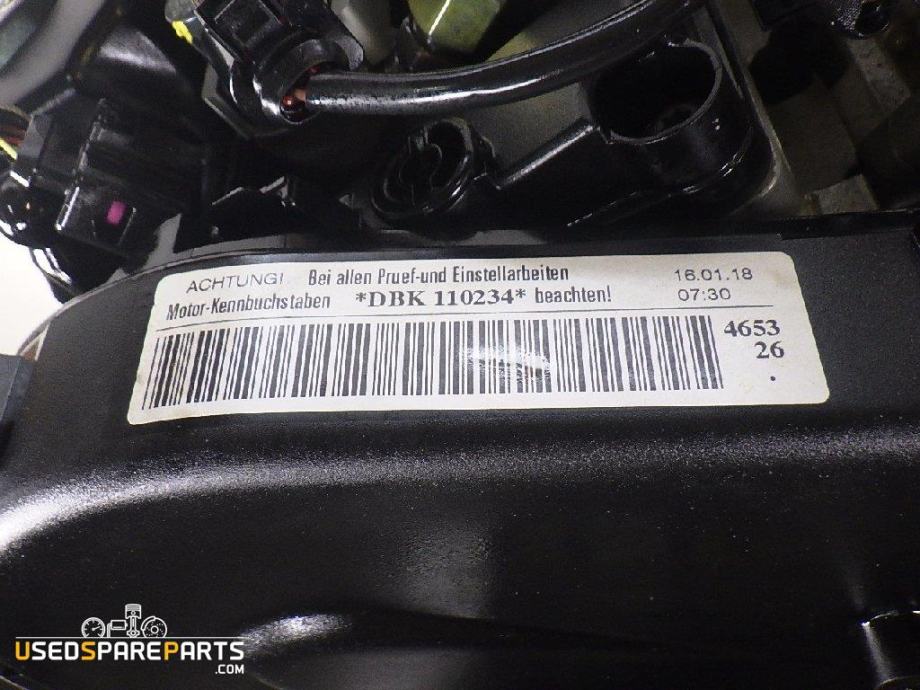 ACHTUNG! Bei allen Pruef-und Einstellarbeiten 16.01.18
Motor-Kennbuchstaben *DBK 110234* beachten! 07:30
4653
26
USEDSPAREPARTS
.COM